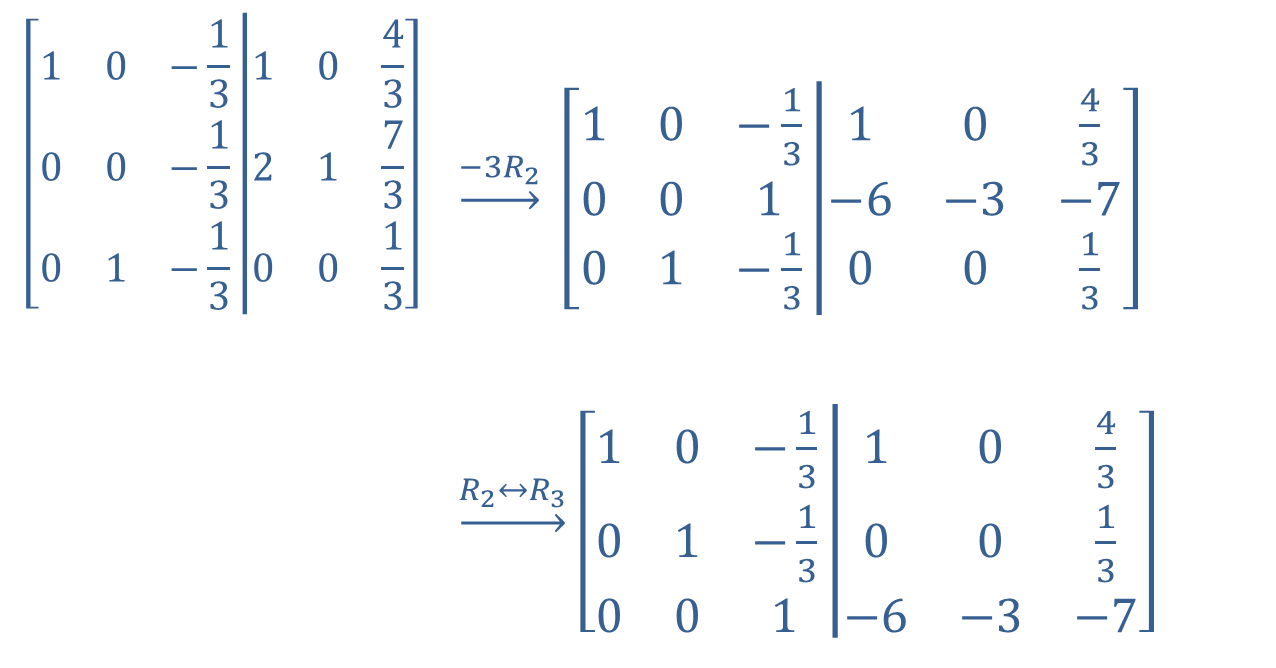 [ 1 0 −1/3 | 1 0 4/3 ]
[ 0 0 −1/3 | 2 1 7/3 ]
[ 0 1 −1/3 | 0 0 1/3 ]
−3R₂ ⟶
[ 1 0 −1/3 | 1 0 4/3 ]
[ 0 0 1 | −6 −3 −7 ]
[ 0 1 −1/3 | 0 0 1/3 ]
R₂↔R₃ ⟶
[ 1 0 −1/3 | 1 0 4/3 ]
[ 0 1 −1/3 | 0 0 1/3 ]
[ 0 0 1 | −6 −3 −7 ]